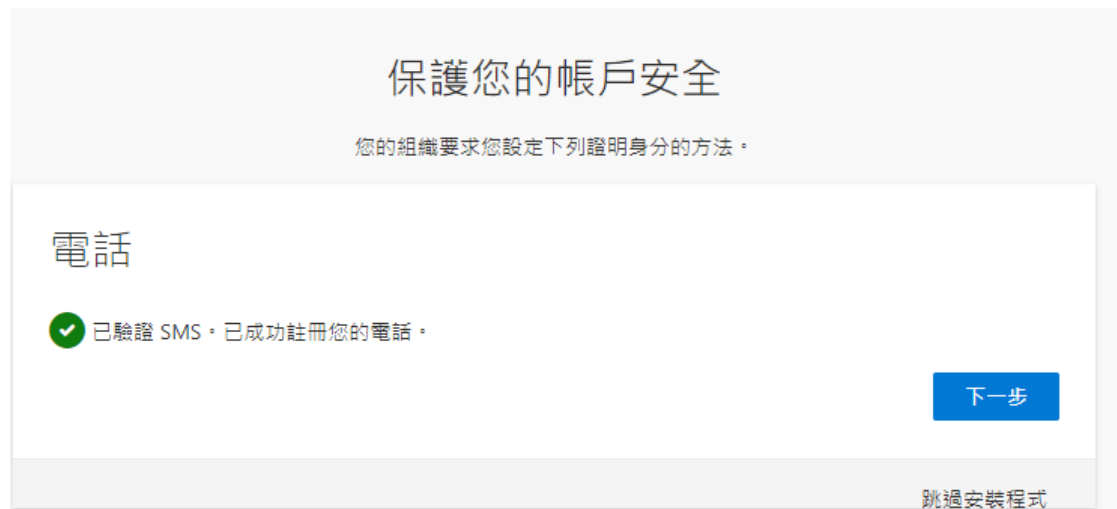 保護您的帳戶安全
您的組織要求您設定下列證明身分的方法。
電話
已驗證 SMS。已成功註冊您的電話。
下一步
跳過安裝程式